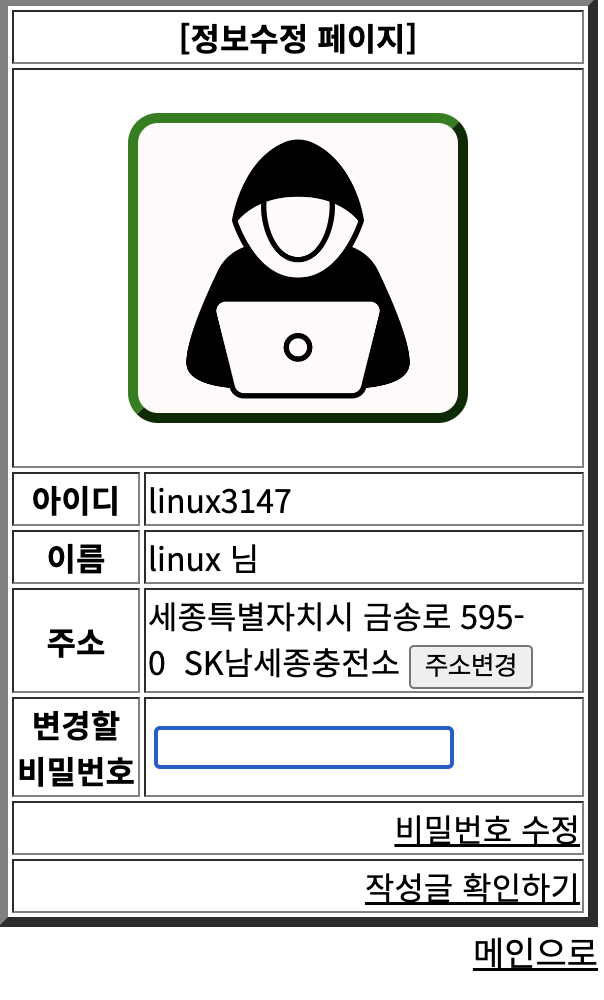 [정보수정 페이지]
아이디 linux3147
이름 linux 님
주소 세종특별자치시 금송로 595-
0 SK남세종충전소 주소변경
변경할
비밀번호
비밀번호 수정
작성글 확인하기
메인으로